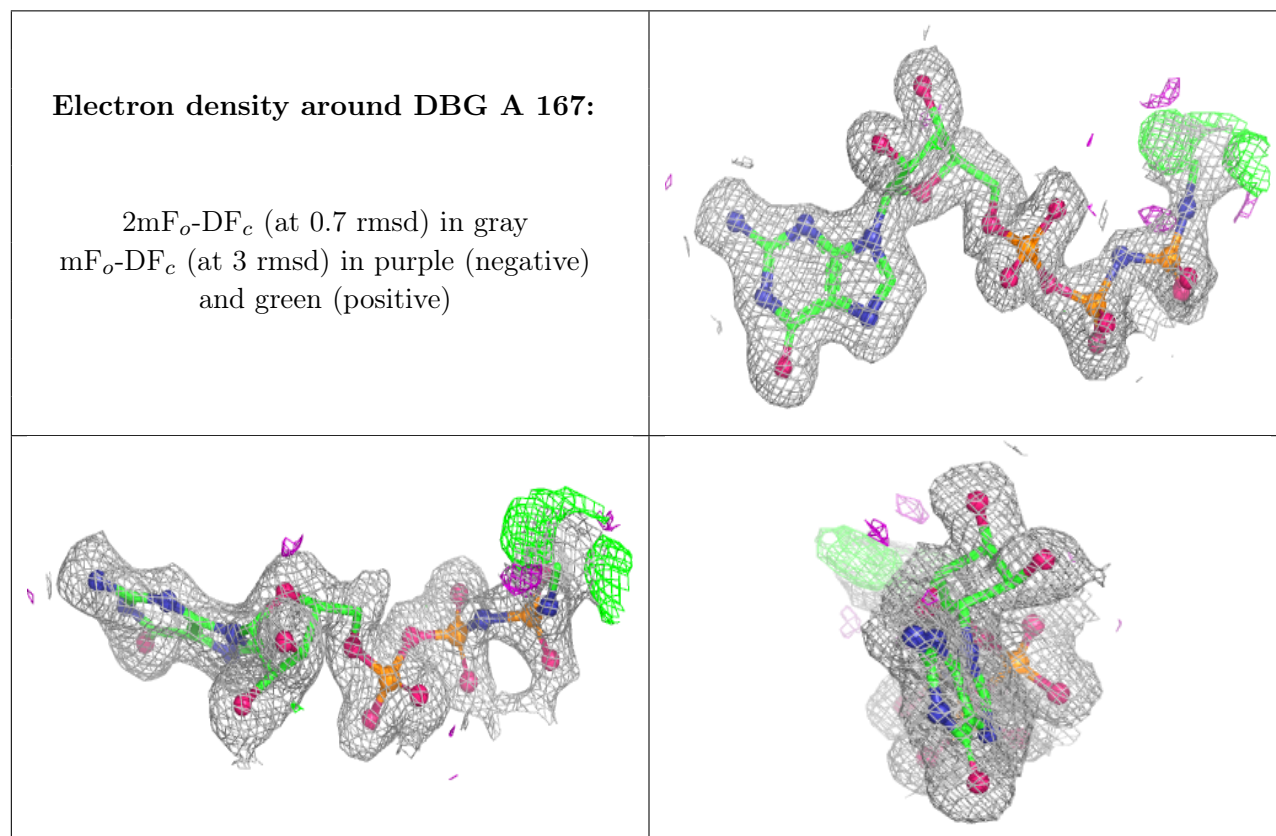 Electron density around DBG A 167:
2mFo-DFc (at 0.7 rmsd) in gray
mFo-DFc (at 3 rmsd) in purple (negative)
and green (positive)